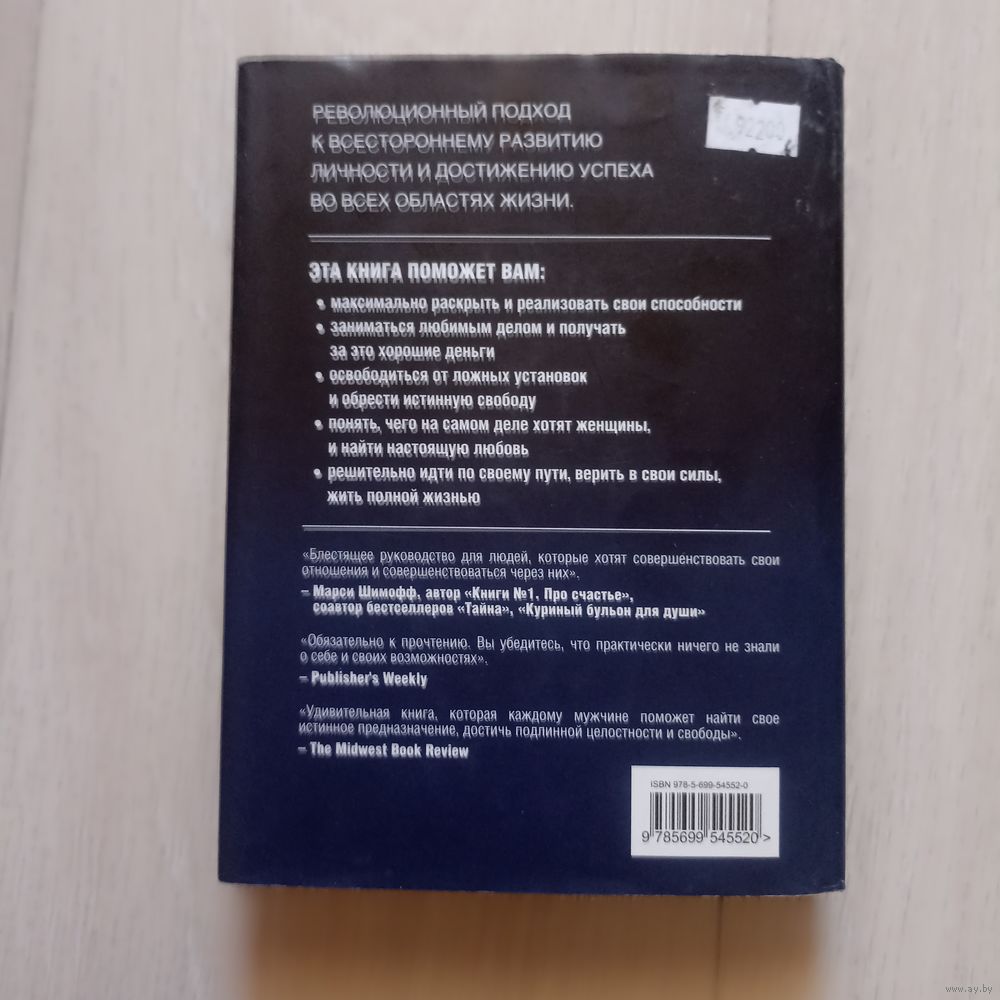 РЕВОЛЮЦИОННЫЙ ПОДХОД
К ВСЕСТОРОННЕМУ РАЗВИТИЮ
ЛИЧНОСТИ И ДОСТИЖЕНИЮ УСПЕХА
ВО ВСЕХ ОБЛАСТЯХ ЖИЗНИ.
92200
ЭТА КНИГА ПОМОЖЕТ ВАМ:
• максимально раскрыть и реализовать свои способности
• заниматься любимым делом и получать
за это хорошие деньги
• освободиться от ложных установок
и обрести истинную свободу
• понять, чего на самом деле хотят женщины,
и найти настоящую любовь
• решительно идти по своему пути, верить в свои силы,
жить полной жизнью
«Блестящее руководство для людей, которые хотят совершенствовать свои
отношения и совершенствоваться через них».
– Марси Шимофф, автор «Книги №1. Про счастье»,
соавтор бестселлеров «Тайна», «Куриный бульон для души»
«Обязательно к прочтению. Вы убедитесь, что практически ничего не знали
о себе и своих возможностях».
– Publisher's Weekly
«Удивительная книга, которая каждому мужчине поможет найти свое
истинное предназначение, достичь подлинной целостности и свободы».
– The Midwest Book Review
ISBN 978-5-699-54552-0
9 785699 545520 >
www.ay.by